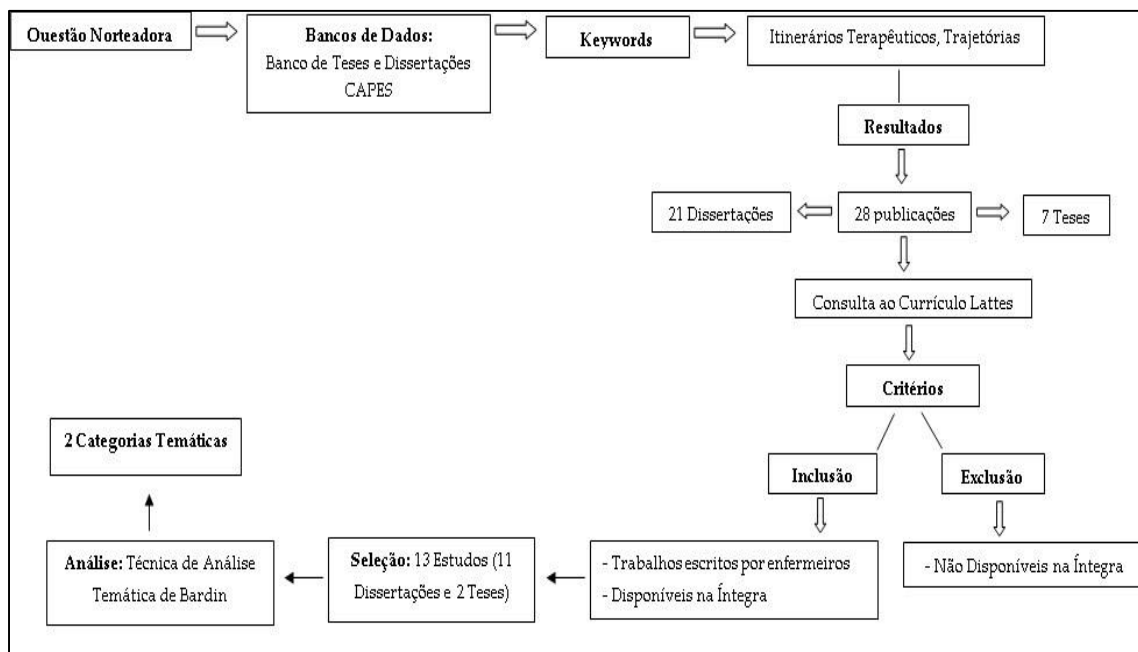 Questão Norteadora
Bancos de Dados:
Banco de Teses e Dissertações
CAPES
Keywords
Itinerários Terapêuticos, Trajetórias
Resultados
21 Dissertações
28 publicações
7 Teses
Consulta ao Currículo Lattes
Critérios
Inclusão
Exclusão
- Trabalhos escritos por enfermeiros
- Disponíveis na Íntegra
- Não Disponíveis na Íntegra
Seleção: 13 Estudos (11
Dissertações e 2 Teses)
Análise: Técnica de Análise
Temática de Bardin
2 Categorias Temáticas